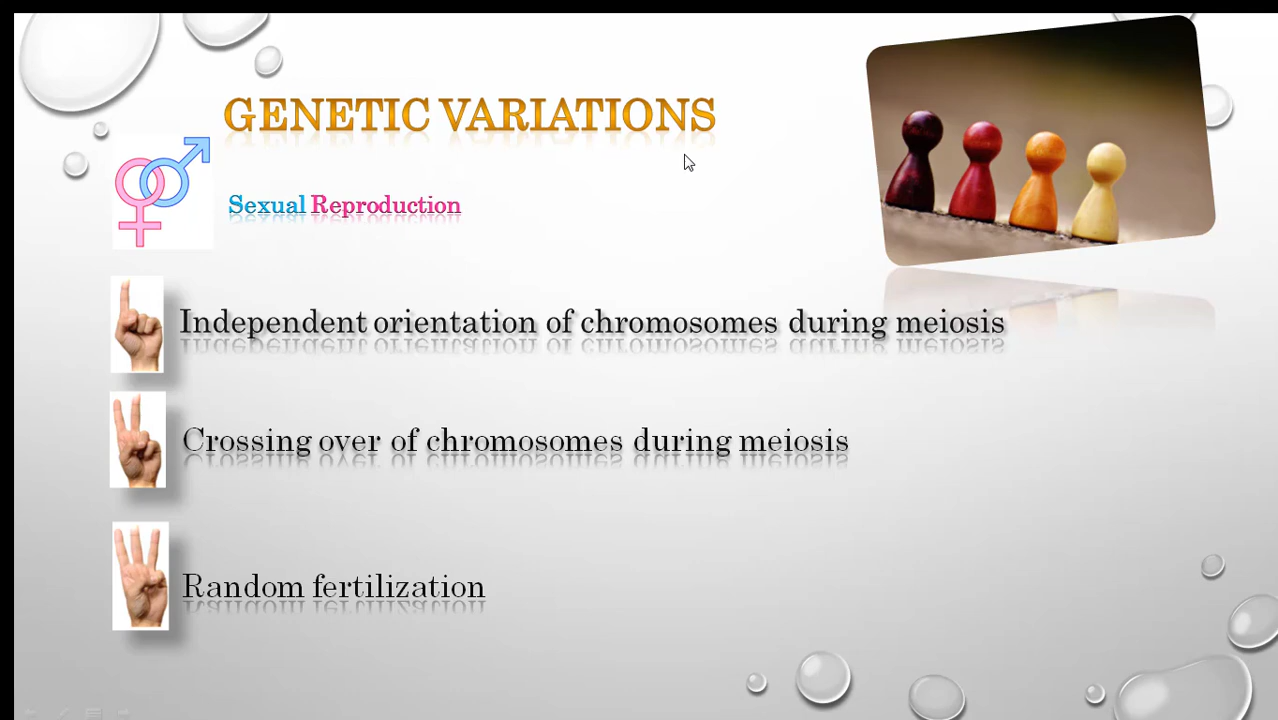 GENETIC VARIATIONS
Sexual Reproduction
Independent orientation of chromosomes during meiosis
Crossing over of chromosomes during meiosis
Random fertilization